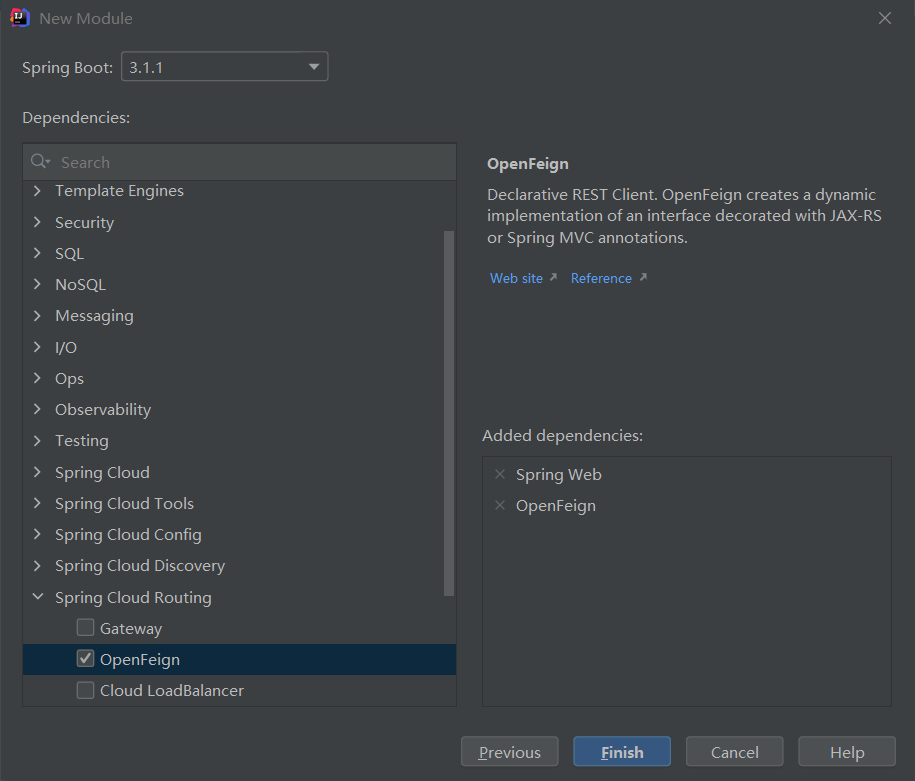 New Module
Spring Boot: 3.1.1
Dependencies:
Search
Template Engines
Security
SQL
NoSQL
Messaging
I/O
Ops
Observability
Testing
Spring Cloud
Spring Cloud Tools
Spring Cloud Config
Spring Cloud Discovery
Spring Cloud Routing
Gateway
OpenFeign
Cloud LoadBalancer
OpenFeign
Declarative REST Client. OpenFeign creates a dynamic
implementation of an interface decorated with JAX-RS
or Spring MVC annotations.
Web site Reference
Added dependencies:
Spring Web
OpenFeign
Previous Finish Cancel Help